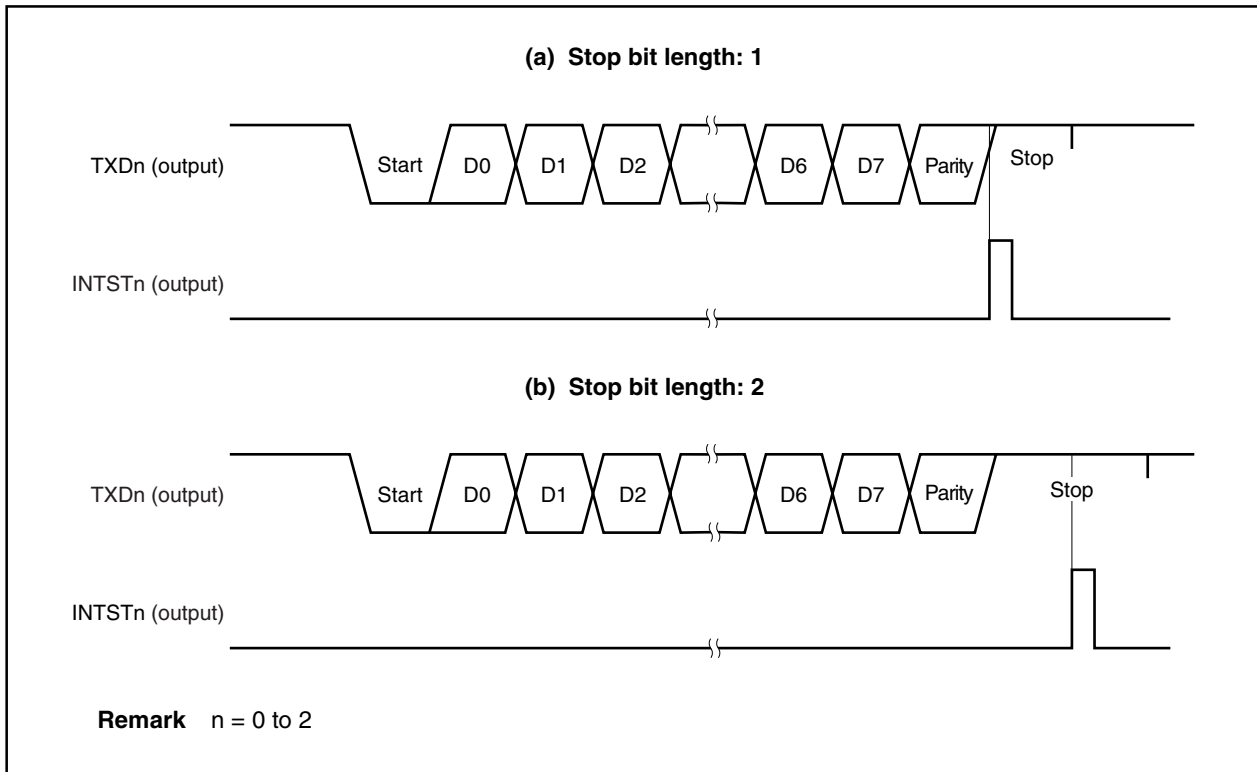 (a) Stop bit length: 1
TXDn (output) Start D0 D1 D2 D6 D7 Parity Stop
INTSTn (output)
(b) Stop bit length: 2
TXDn (output) Start D0 D1 D2 D6 D7 Parity Stop
INTSTn (output)
Remark n = 0 to 2